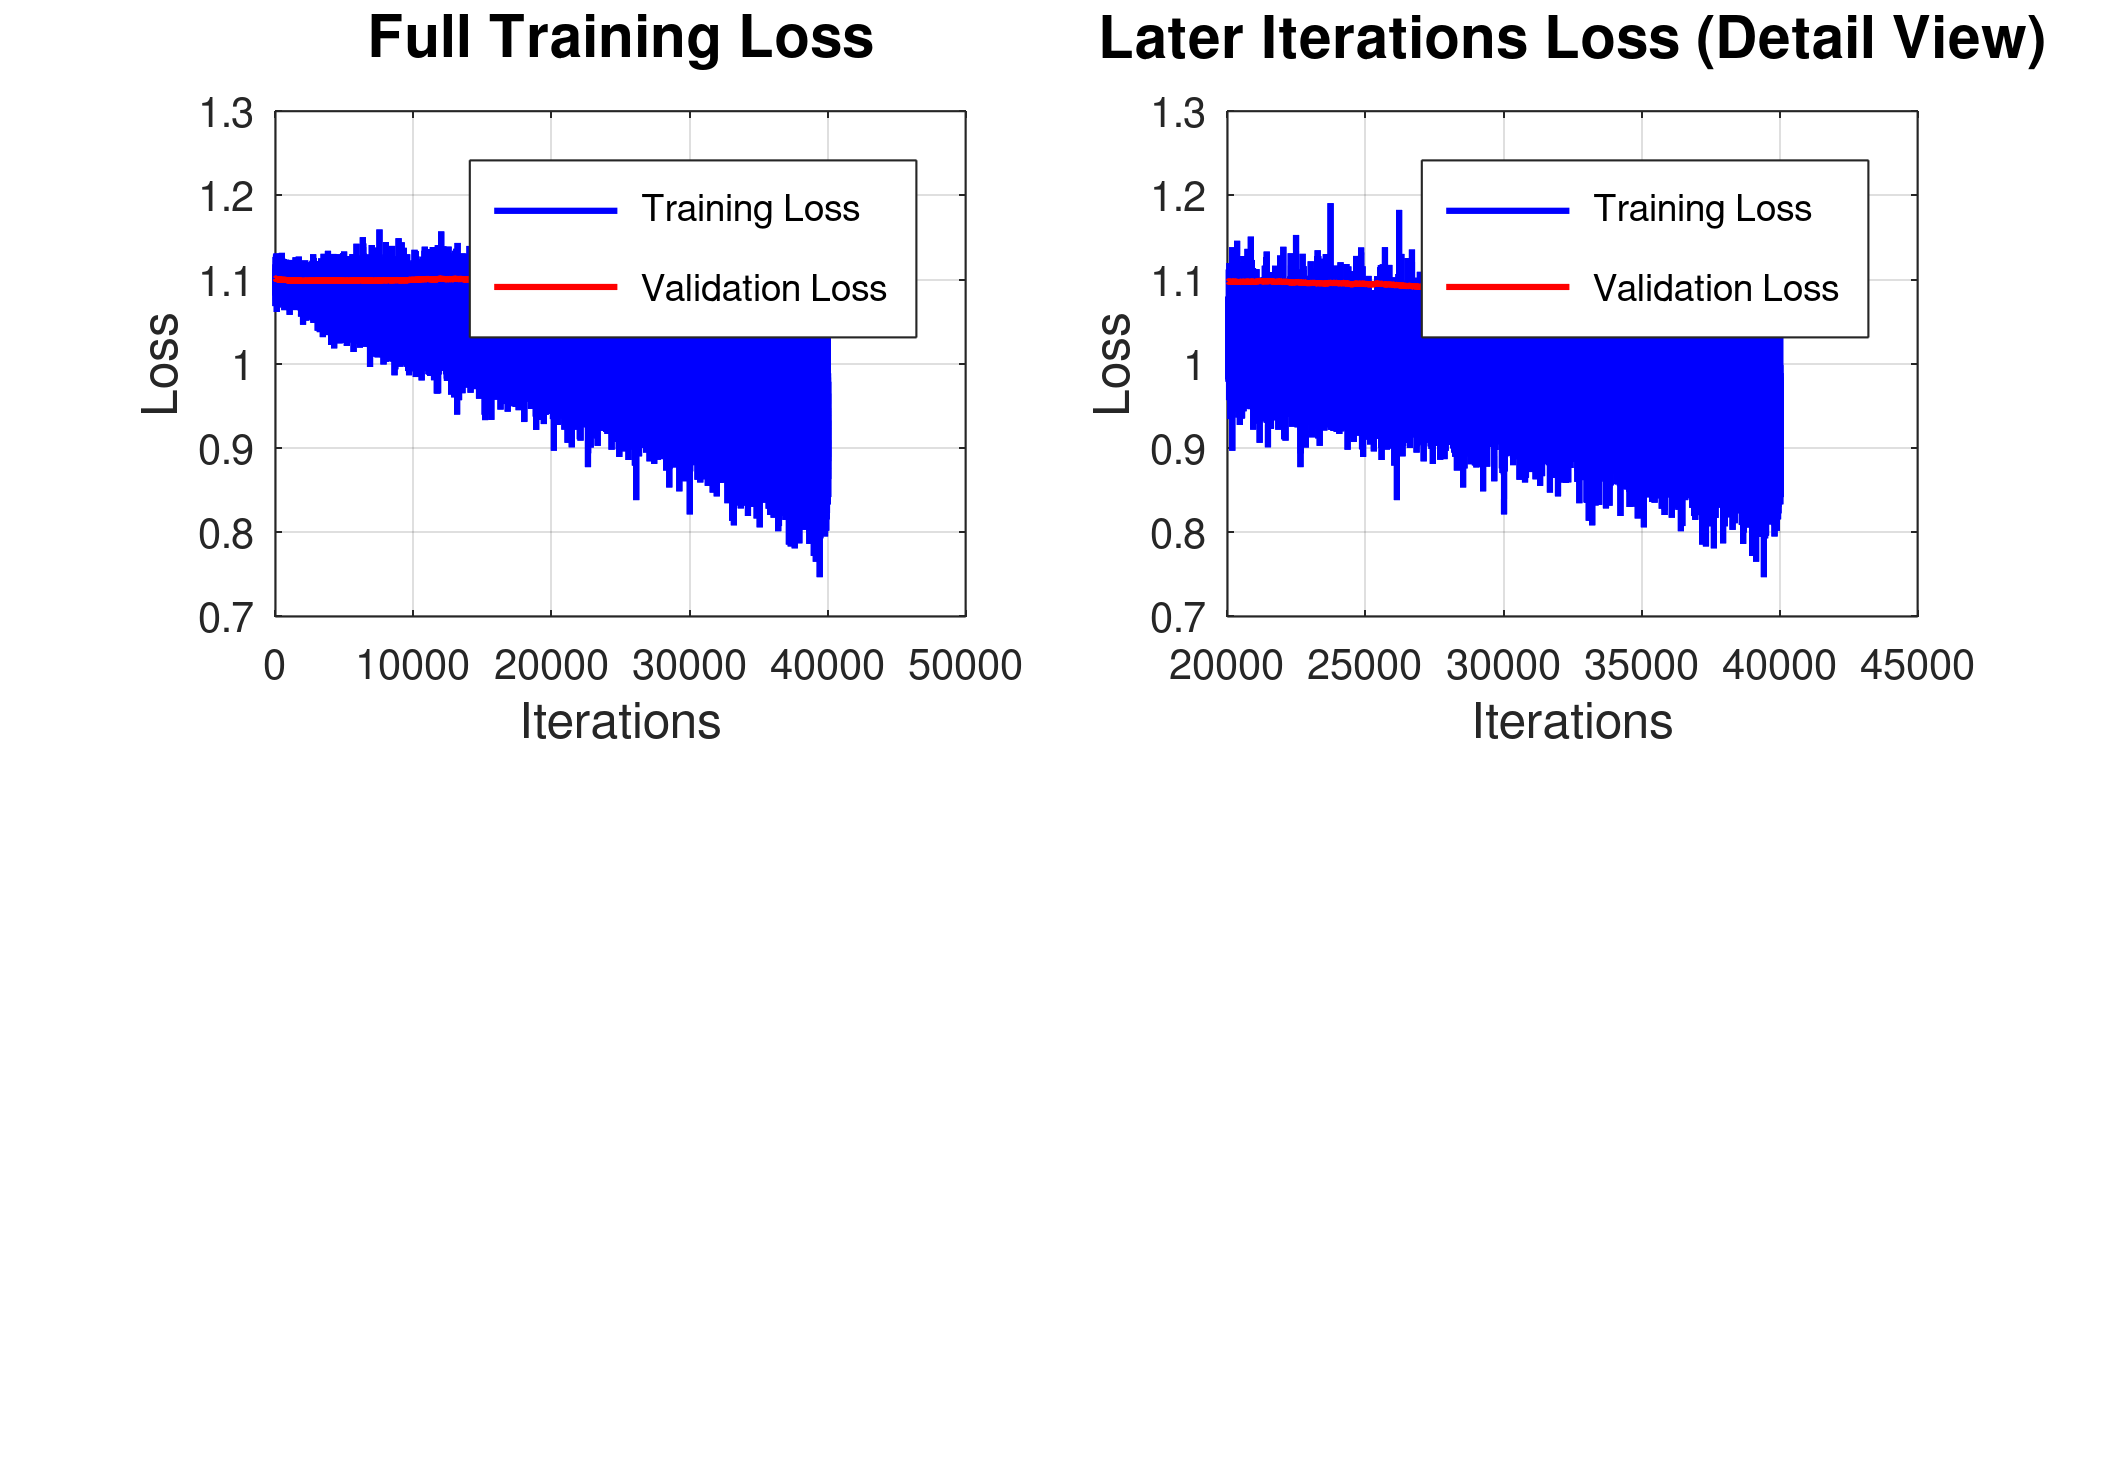 Full Training Loss
1.3
1.2
1.1
1
0.9
0.8
0.7
Loss
Training Loss
Validation Loss
0 10000 20000 30000 40000 50000
Iterations
Later Iterations Loss (Detail View)
1.3
1.2
1.1
1
0.9
0.8
0.7
Loss
Training Loss
Validation Loss
20000 25000 30000 35000 40000 45000
Iterations